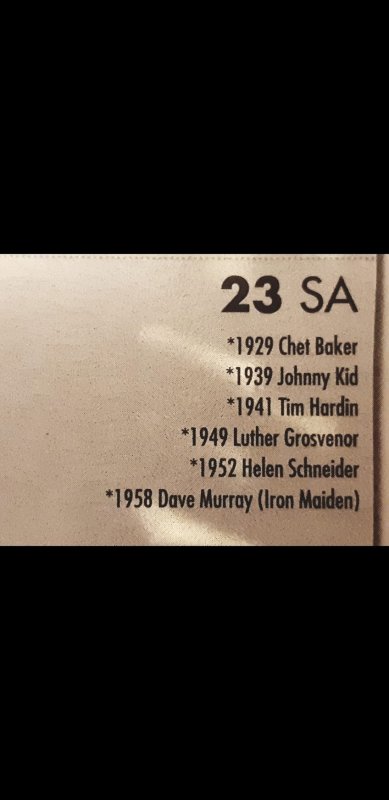 23 SA
*1929 Chet Baker
*1939 Johnny Kid
*1941 Tim Hardin
*1949 Luther Grosvenor
*1952 Helen Schneider
*1958 Dave Murray (Iron Maiden)